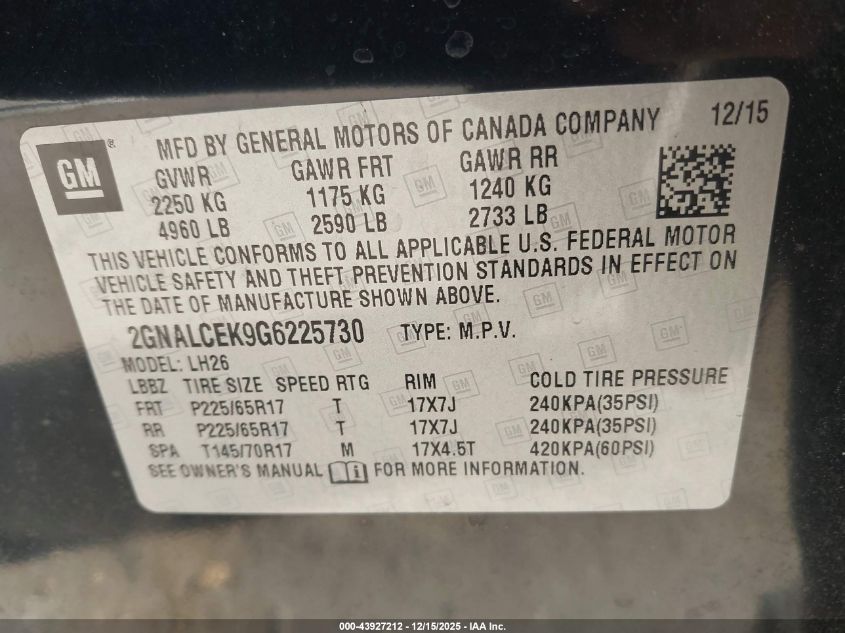 MFD BY GENERAL MOTORS OF CANADA COMPANY 12/15
GM ®
GVWR GAWR FRT GAWR RR
2250 KG 1175 KG 1240 KG
4960 LB 2590 LB 2733 LB
THIS VEHICLE CONFORMS TO ALL APPLICABLE U.S. FEDERAL MOTOR
VEHICLE SAFETY AND THEFT PREVENTION STANDARDS IN EFFECT ON
THE DATE OF MANUFACTURE SHOWN ABOVE.
2GNALCEK9G6225730 TYPE: M.P.V.
MODEL: LH26
LBBZ TIRE SIZE SPEED RTG RIM COLD TIRE PRESSURE
FRT P225/65R17 T 17X7J 240KPA(35PSI)
RR P225/65R17 T 17X7J 240KPA(35PSI)
SPA T145/70R17 M 17X4.5T 420KPA(60PSI)
SEE OWNER'S MANUAL i FOR MORE INFORMATION.
000-43927212 - 12/15/2025 - IAA Inc.